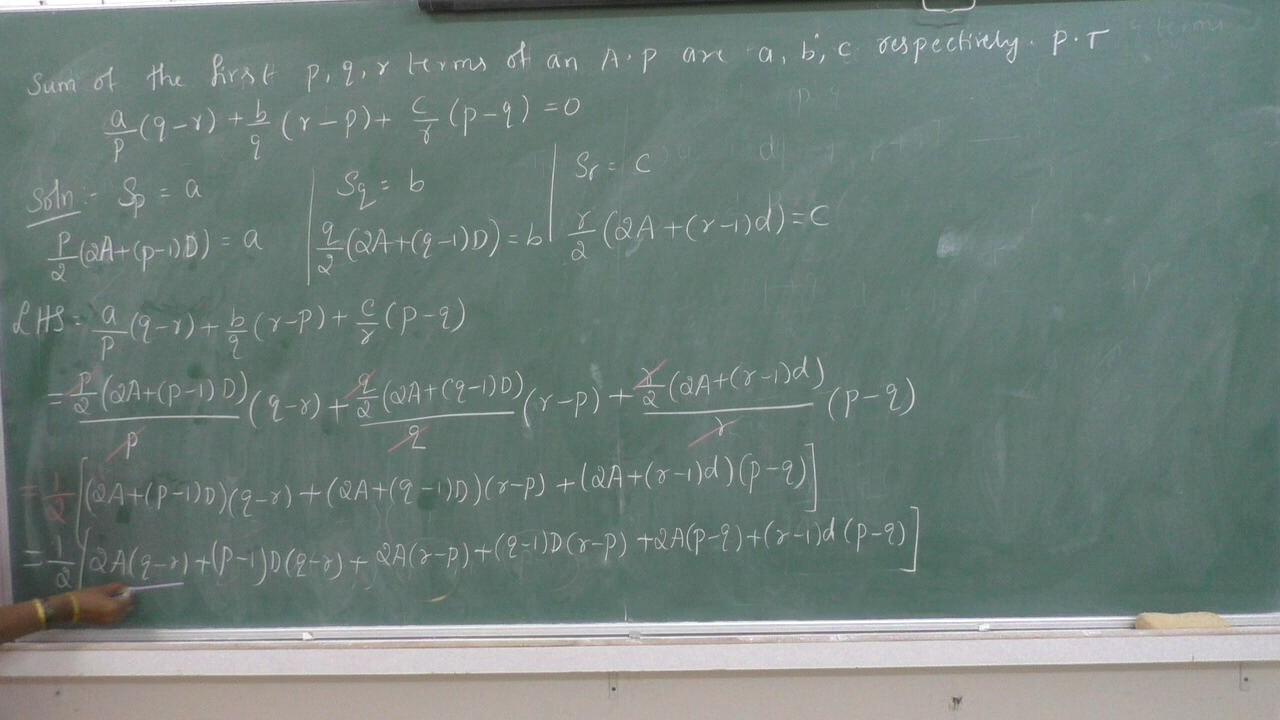 Sum of the first p, q, r terms of an A.p are a, b, c respectively. P.T
a/p (q-r) + b/q (r-p) + c/r (p-q) = 0
Soln:- Sp = a | Sq = b | Sr = c
p/2 (2A+(p-1)D) = a | q/2 (2A+(q-1)D) = b | r/2 (2A+(r-1)d) = c
LHS = a/p (q-r) + b/q (r-p) + c/r (p-q)
= p/2 (2A+(p-1)D)/p (q-r) + q/2 (2A+(q-1)D)/q (r-p) + r/2 (2A+(r-1)d)/r (p-q)
= 1/2 [(2A+(p-1)D)(q-r) + (2A+(q-1)D)(r-p) + (2A+(r-1)d)(p-q)]
= 1/2 [2A(q-r) + (p-1)D(q-r) + 2A(r-p) + (q-1)D(r-p) + 2A(p-q) + (r-1)d(p-q)]